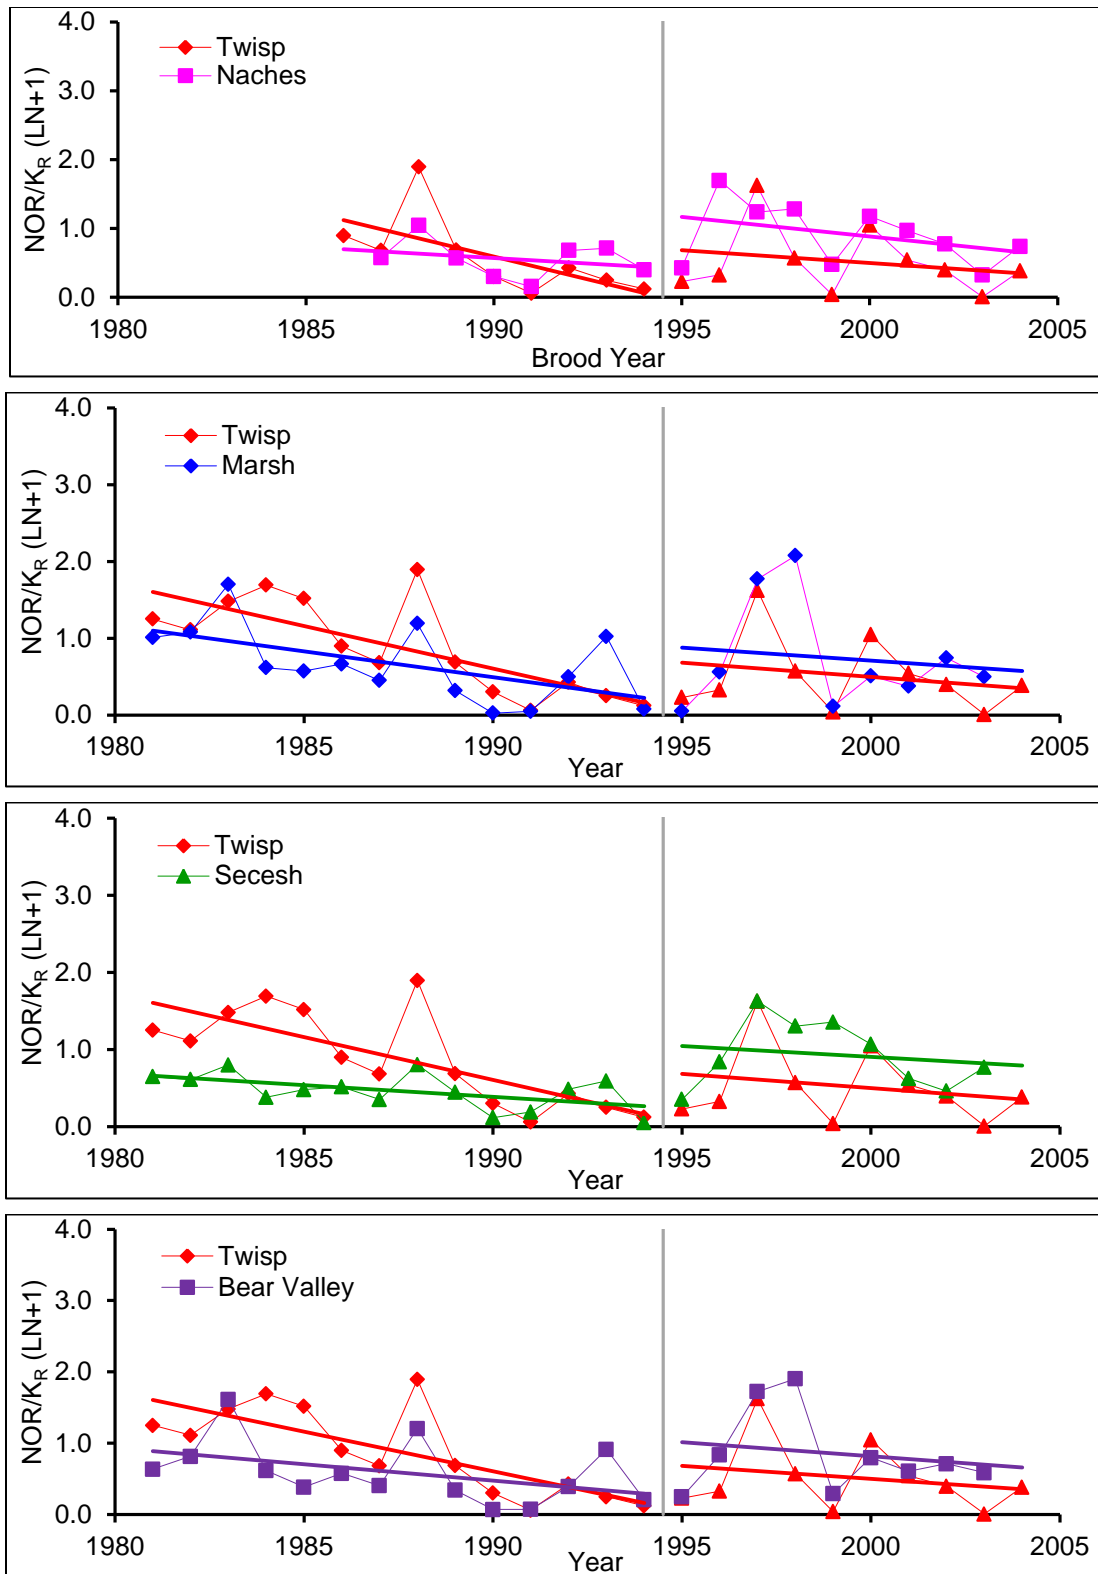 4.0
3.0
2.0
1.0
0.0
NOR/KR (LN+1)
Twisp
Naches
1980
1985
1990
1995
2000
2005
Brood Year
4.0
3.0
2.0
1.0
0.0
NOR/KR (LN+1)
Twisp
Marsh
1980
1985
1990
1995
2000
2005
Year
4.0
3.0
2.0
1.0
0.0
NOR/KR (LN+1)
Twisp
Secesh
1980
1985
1990
1995
2000
2005
Year
4.0
3.0
2.0
1.0
0.0
NOR/KR (LN+1)
Twisp
Bear Valley
1980
1985
1990
1995
2000
2005
Year